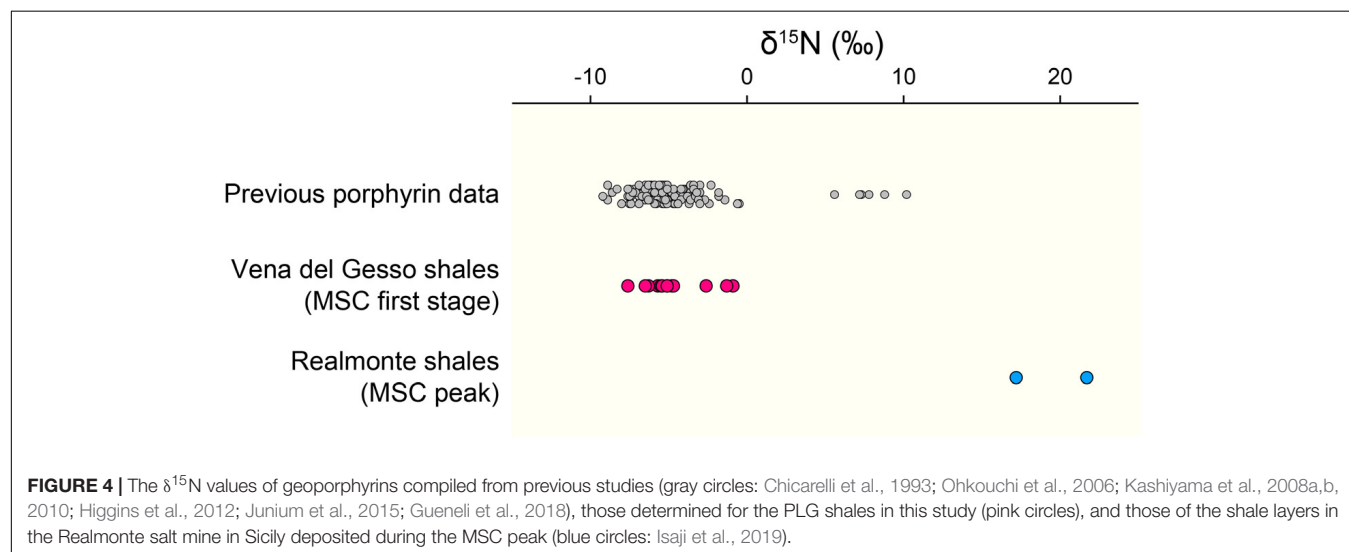 δ¹⁵N (‰)
-10 0 10 20
Previous porphyrin data
Vena del Gesso shales
(MSC first stage)
Realmonte shales
(MSC peak)
FIGURE 4 | The δ¹⁵N values of geoporphyrins compiled from previous studies (gray circles: Chicarelli et al., 1993; Ohkouchi et al., 2006; Kashiyama et al., 2008a,b,
2010; Higgins et al., 2012; Junium et al., 2015; Gueneli et al., 2018), those determined for the PLG shales in this study (pink circles), and those of the shale layers in
the Realmonte salt mine in Sicily deposited during the MSC peak (blue circles: Isaji et al., 2019).